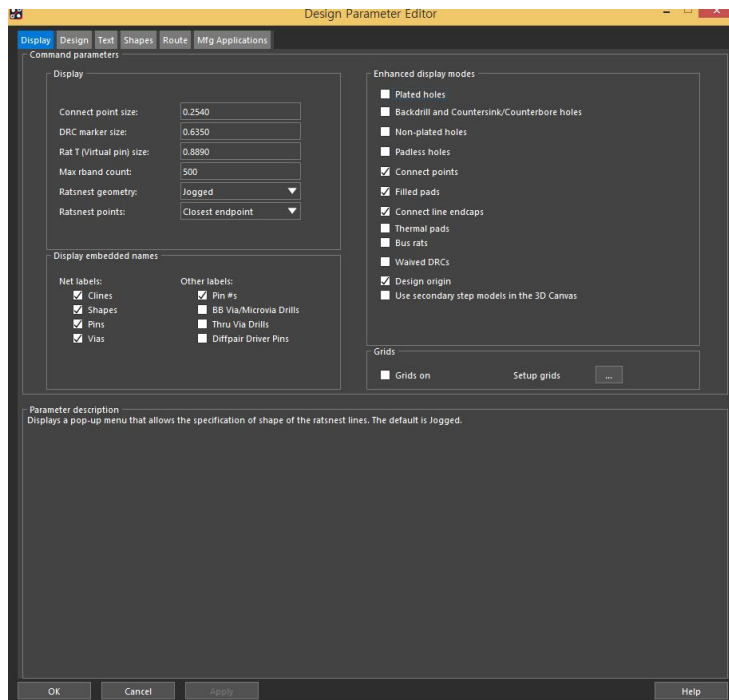 Design Parameter Editor
Display Design Text Shapes Route Mfg Applications
Command parameters
Display
Connect point size: 0.2540
DRC marker size: 0.6350
Rat T (Virtual pin) size: 0.8890
Max rband count: 500
Ratsnest geometry: Jogged
Ratsnest points: Closest endpoint
Display embedded names
Net labels:
Clines
Shapes
Pins
Vias
Other labels:
Pin #s
BB Via/Microvia Drills
Thru Via Drills
Diffpair Driver Pins
Enhanced display modes
Plated holes
Backdrill and Countersink/Counterbore holes
Non-plated holes
Padless holes
Connect points
Filled pads
Connect line endcaps
Thermal pads
Bus rats
Waived DRCs
Design origin
Use secondary step models in the 3D Canvas
Grids
Grids on Setup grids ...
Parameter description
Displays a pop-up menu that allows the specification of shape of the ratsnest lines. The default is Jogged.
OK Cancel Apply Help